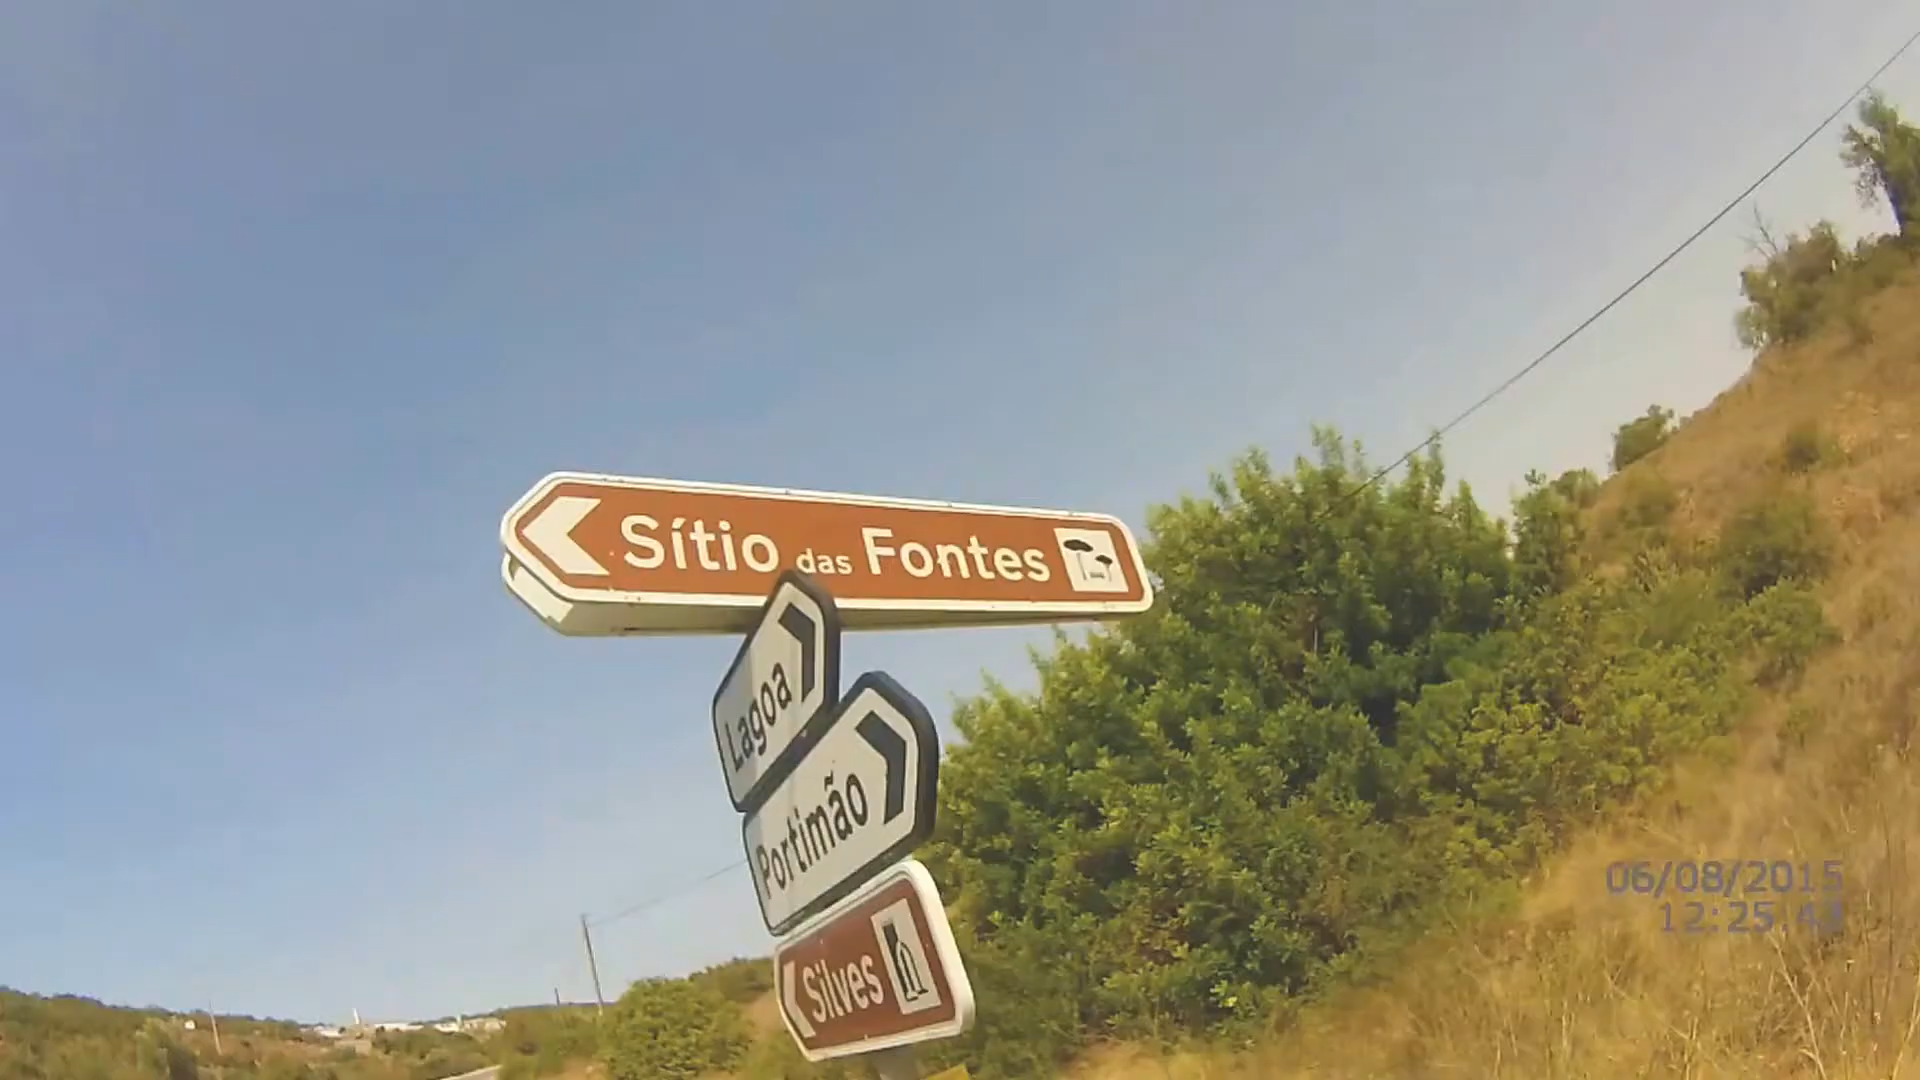 Sítio das Fontes
Lagoa
Portimão
Silves
06/08/2015
12:25:43